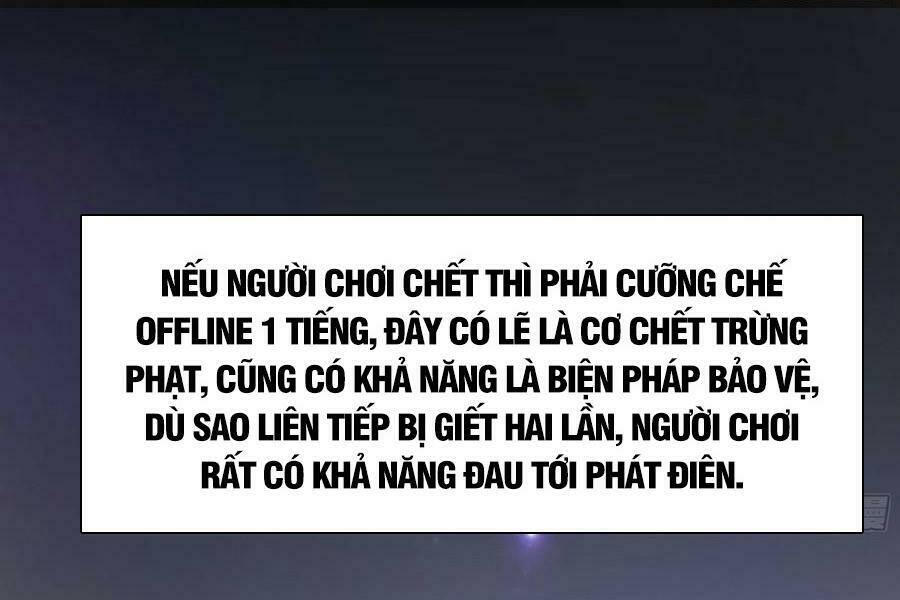 NẾU NGƯỜI CHƠI CHẾT THÌ PHẢI CƯỠNG CHẾ
OFFLINE 1 TIẾNG, ĐÂY CÓ LẼ LÀ CƠ CHẾT TRỪNG
PHẠT, CŨNG CÓ KHẢ NĂNG LÀ BIỆN PHÁP BẢO VỆ,
DÙ SAO LIÊN TIẾP BỊ GIẾT HAI LẦN, NGƯỜI CHƠI
RẤT CÓ KHẢ NĂNG ĐAU TỚI PHÁT ĐIÊN.